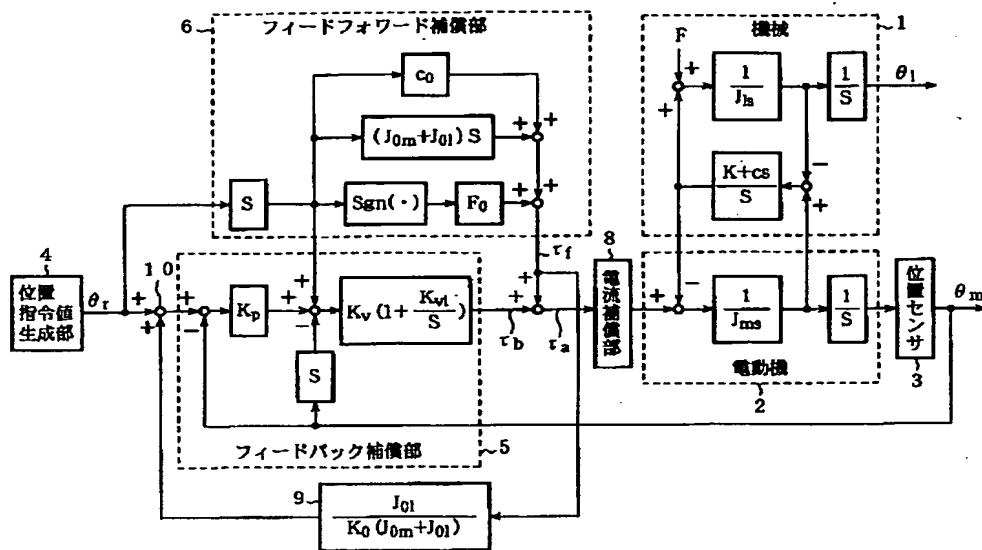 6
フィードフォワード補償部
c0
(J0m+J0l) S
S
Sgn(・)
F0
+ +
+ +
τf
機械
1
F
+
+
1
Jls
1
S
θl
K+cs
S
−
+
4
位置
指令値
生成部
θr
10
+
+
+
−
Kp
+
+
−
Kv(1+ Kvi
S )
S
τb
+
+
τa
8
電流補償部
+
−
1
Jms
1
S
位置センサ
3
θm
電動機
2
フィードバック補償部
5
9
J0l
K0(J0m+J0l)